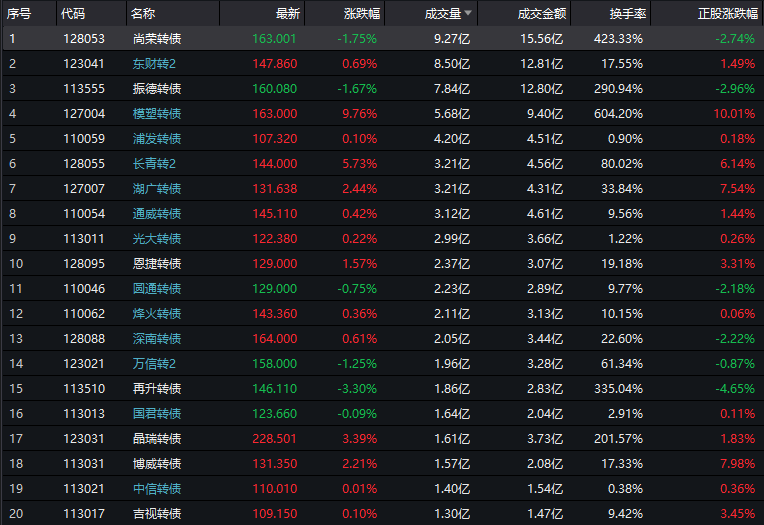 序号 代码 名称 最新 涨跌幅 成交量 成交金额 换手率 正股涨跌幅
1 128053 尚荣转债 163.001 -1.75% 9.27亿 15.56亿 423.33% -2.74%
2 123041 东财转2 147.860 0.69% 8.50亿 12.81亿 17.55% 1.49%
3 113555 振德转债 160.080 -1.67% 7.84亿 12.80亿 290.94% -2.96%
4 127004 模塑转债 163.000 9.76% 5.68亿 9.40亿 604.20% 10.01%
5 110059 浦发转债 107.320 0.10% 4.20亿 4.51亿 0.90% 0.18%
6 128055 长青转2 144.000 5.73% 3.21亿 4.56亿 80.02% 6.14%
7 127007 湖广转债 131.638 2.44% 3.21亿 4.31亿 33.84% 7.54%
8 110054 通威转债 145.110 0.42% 3.12亿 4.61亿 9.56% 1.44%
9 113011 光大转债 122.380 0.22% 2.99亿 3.66亿 1.22% 0.26%
10 128095 恩捷转债 129.000 1.57% 2.37亿 3.07亿 19.18% 3.31%
11 110046 圆通转债 129.000 -0.75% 2.23亿 2.89亿 9.77% -2.18%
12 110062 烽火转债 143.360 0.36% 2.11亿 3.13亿 10.15% 0.06%
13 128088 深南转债 164.000 0.61% 2.05亿 3.44亿 22.60% -2.22%
14 123021 万信转2 158.000 -1.25% 1.96亿 3.28亿 61.34% -0.87%
15 113510 再升转债 146.110 -3.30% 1.86亿 2.83亿 335.04% -4.65%
16 113013 国君转债 123.660 -0.09% 1.64亿 2.04亿 2.91% 0.11%
17 123031 晶瑞转债 228.501 3.39% 1.61亿 3.73亿 201.57% 1.83%
18 113031 博威转债 131.350 2.21% 1.57亿 2.08亿 17.33% 7.98%
19 113021 中信转债 110.010 0.01% 1.40亿 1.54亿 0.38% 0.36%
20 113017 吉视转债 109.150 0.10% 1.30亿 1.47亿 9.42% 3.45%